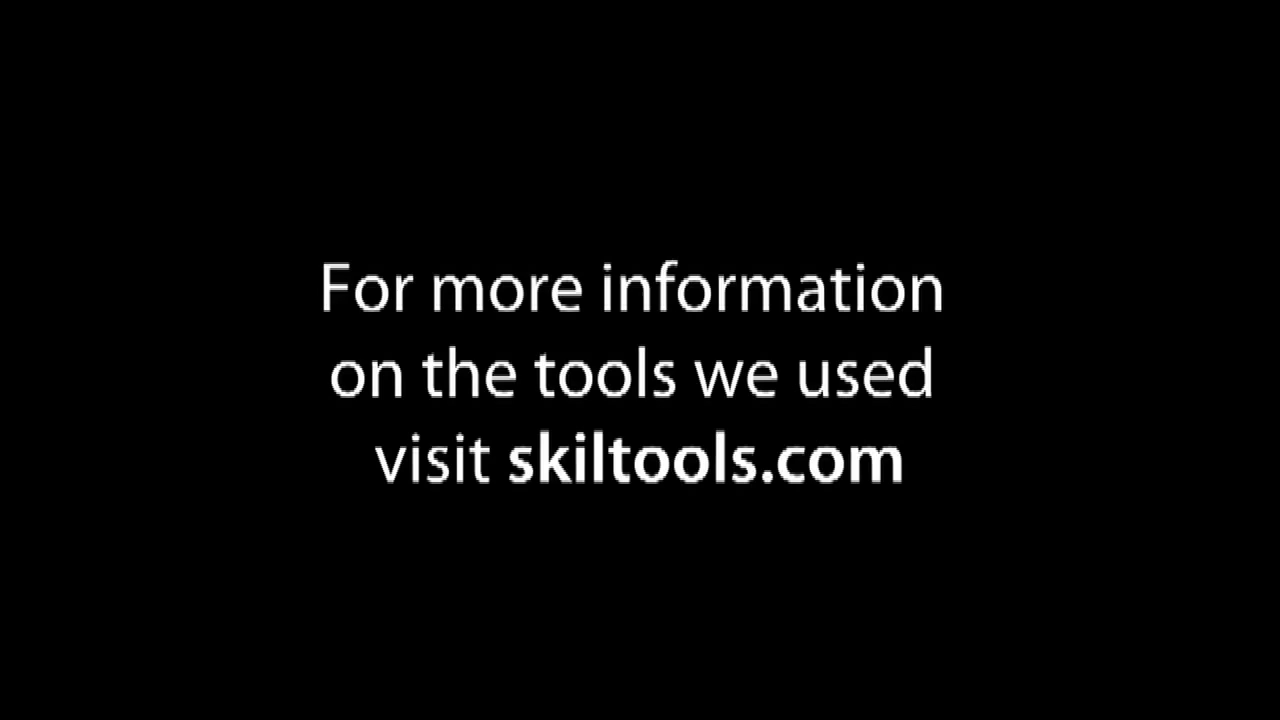 For more information
on the tools we used
visit skiltools.com